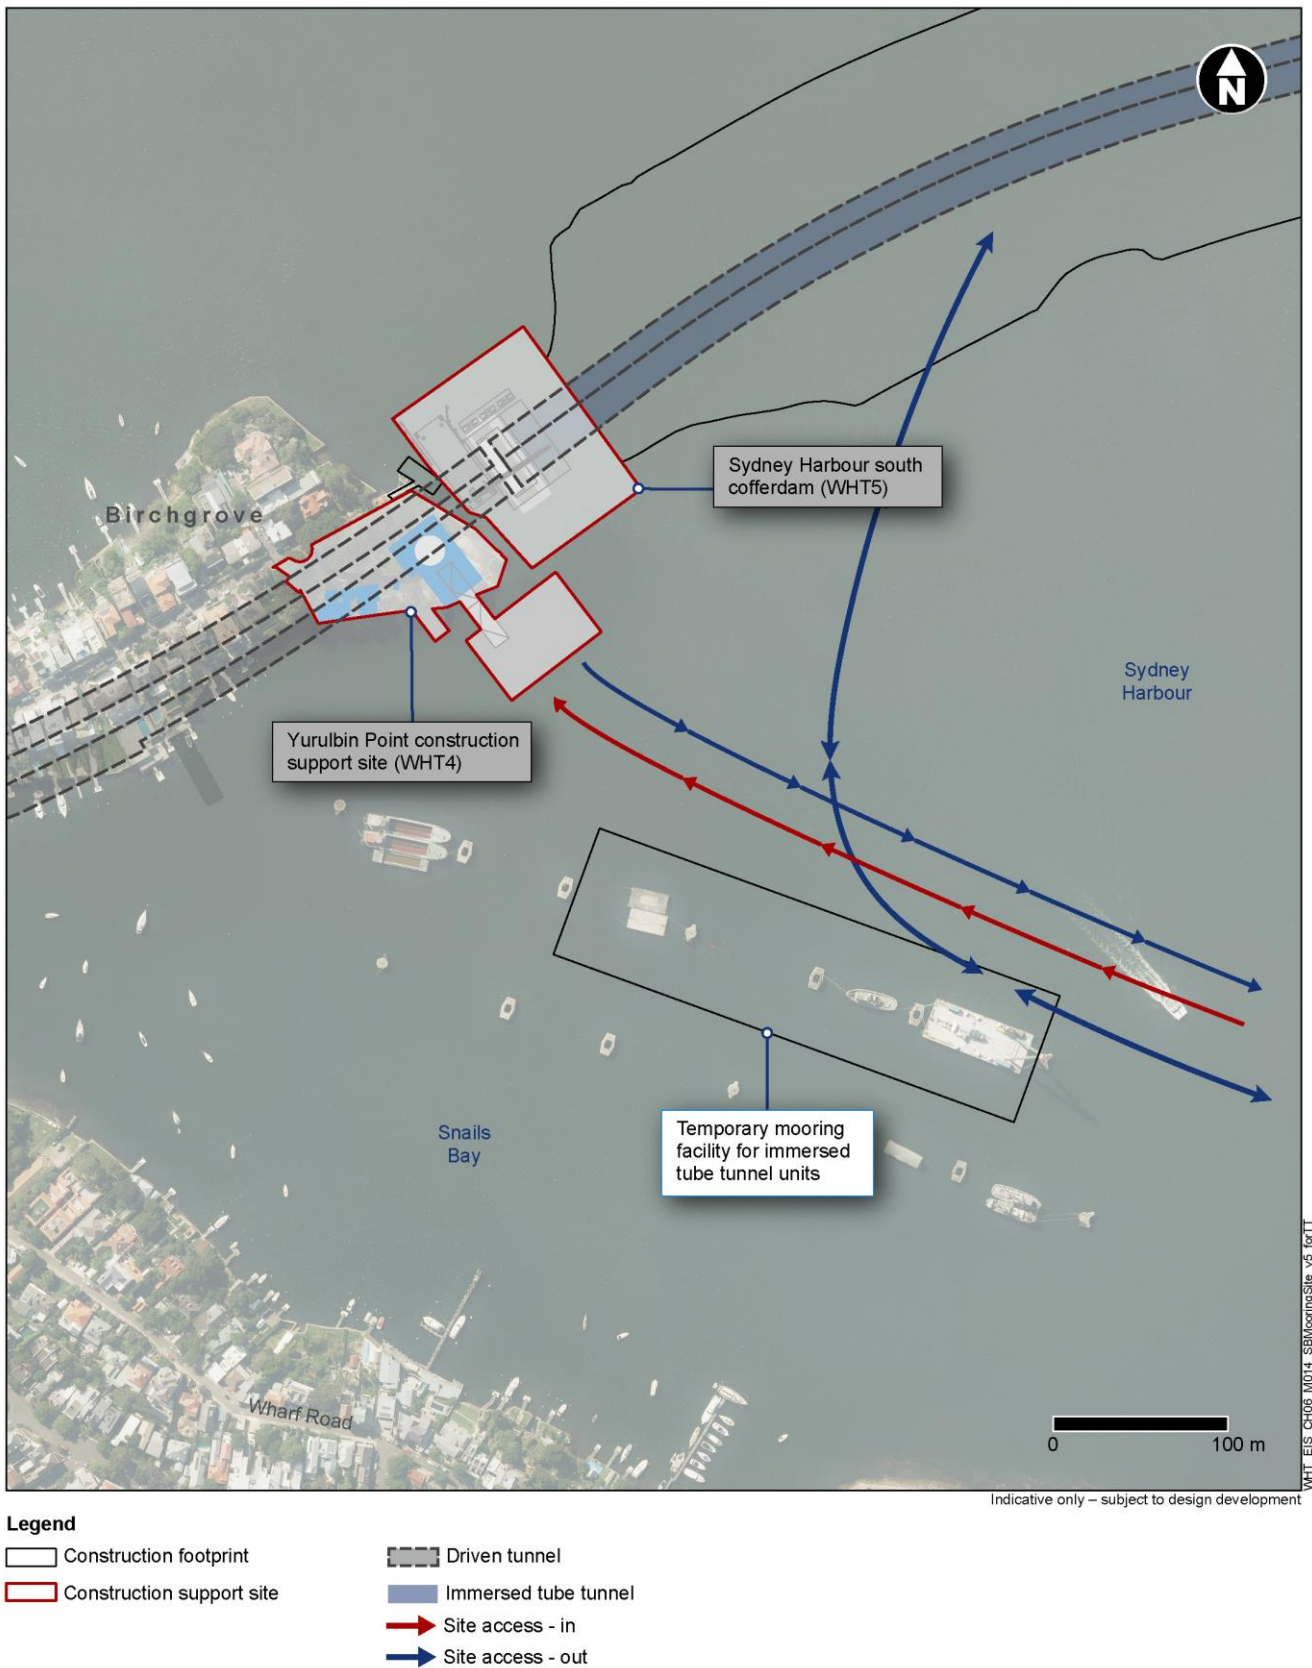 N
Sydney Harbour south
cofferdam (WHT5)
Birchgrove
Sydney
Harbour
Yurulbin Point construction
support site (WHT4)
Temporary mooring
facility for immersed
tube tunnel units
Snails
Bay
Wharf Road
0 100 m
WHT_EIS_CH06_M014_SBMooringSite_v5_forTT
Indicative only – subject to design development
Legend
Construction footprint
Construction support site
Driven tunnel
Immersed tube tunnel
Site access - in
Site access - out